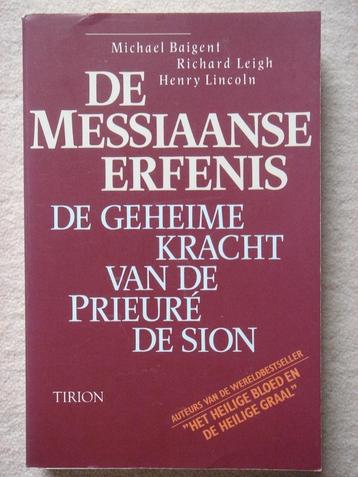 Michael Baigent
Richard Leigh
Henry Lincoln
DE
MESSIAANSE
ERFENIS
DE GEHEIME
KRACHT
VAN DE
PRIEURÉ
DE SION
AUTEURS VAN DE WERELDBESTSELLER
"HET HEILIGE BLOED EN
DE HEILIGE GRAAL"
TIRION